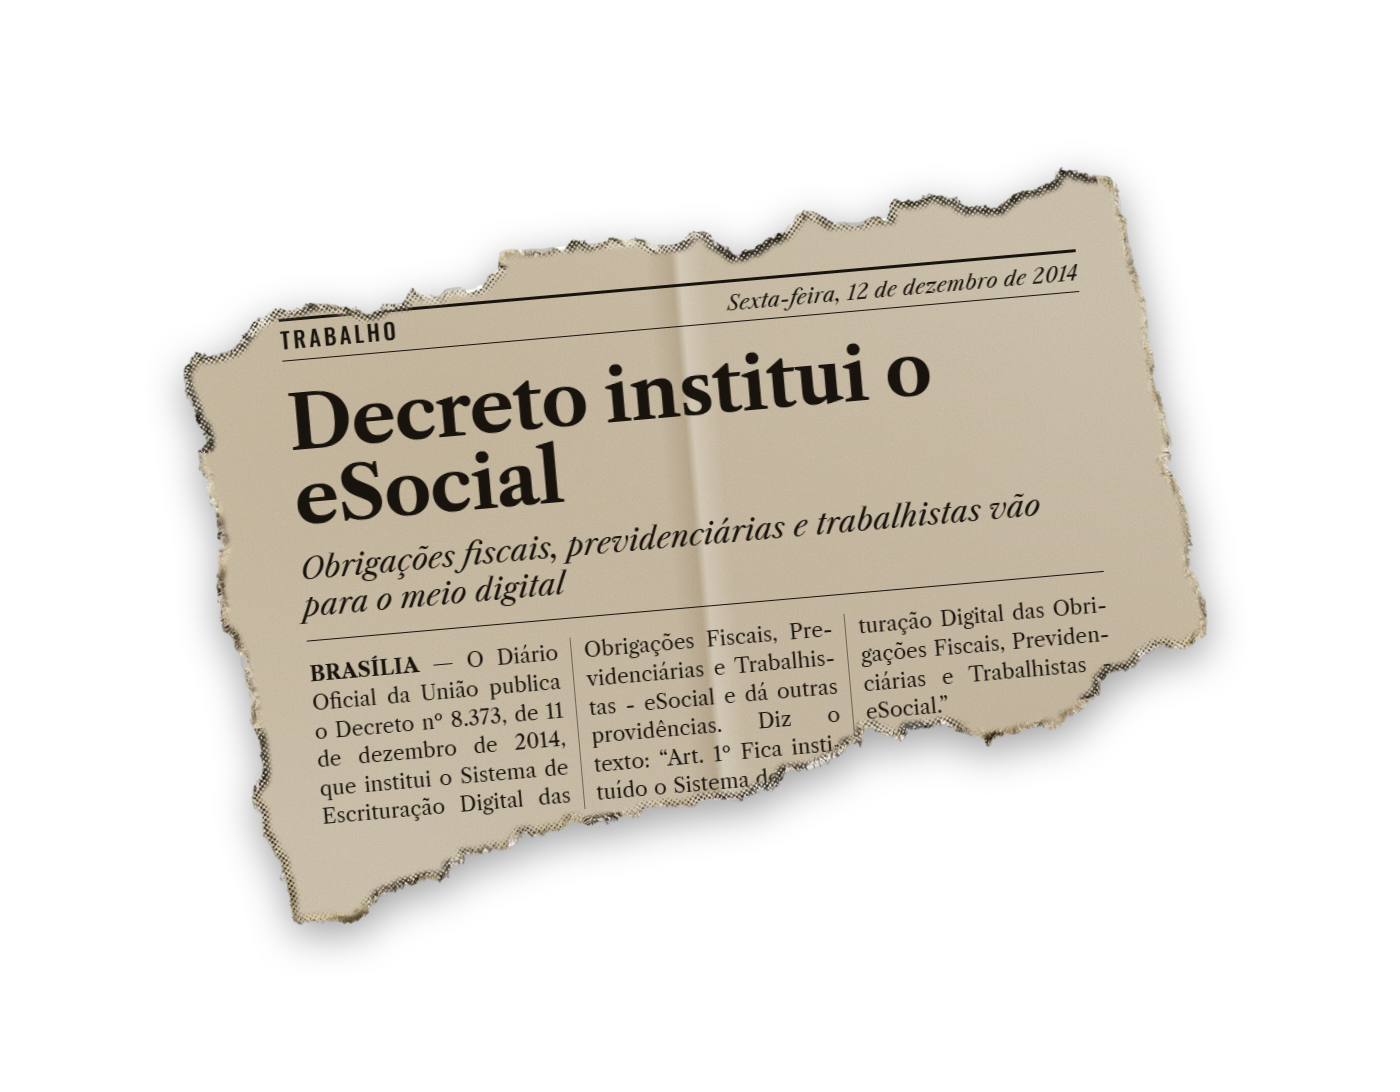 TRABALHO
Sexta-feira, 12 de dezembro de 2014
Decreto institui o
eSocial
Obrigações fiscais, previdenciárias e trabalhistas vão
para o meio digital
BRASÍLIA — O Diário
Oficial da União publica
o Decreto nº 8.373, de 11
de dezembro de 2014,
que institui o Sistema de
Escrituração Digital das
Obrigações Fiscais, Pre-
videnciárias e Trabalhis-
tas - eSocial e dá outras
providências. Diz o
texto: “Art. 1º Fica insti-
tuído o Sistema de
turação Digital das Obri-
gações Fiscais, Previden-
ciárias e Trabalhistas
eSocial.”